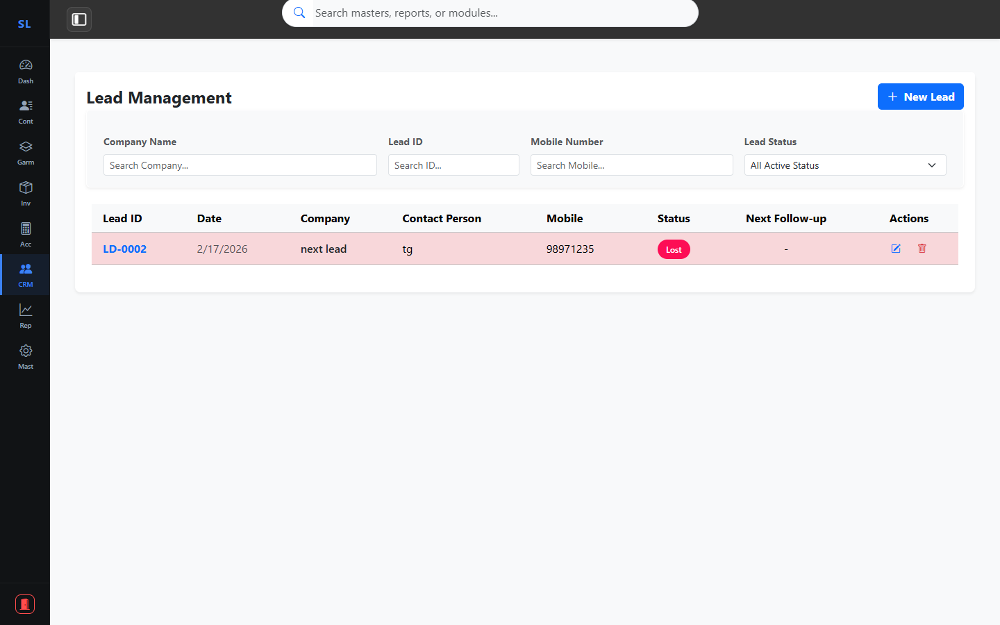 SL
Search masters, reports, or modules...
Dash
Cont
Garm
Inv
Acc
CRM
Rep
Mast
Lead Management
New Lead
Company Name Lead ID Mobile Number Lead Status
Search Company... Search ID... Search Mobile... All Active Status
Lead ID Date Company Contact Person Mobile Status Next Follow-up Actions
LD-0002 2/17/2026 next lead tg 98971235 Lost -